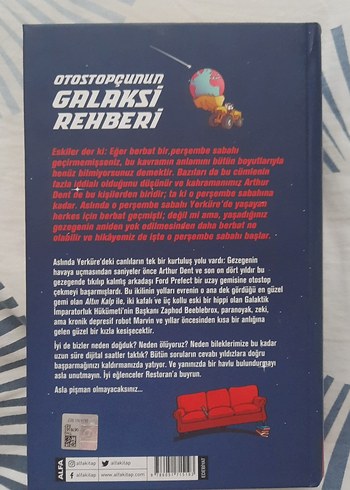 OTOSTOPÇUNUN
GALAKSİ
REHBERİ
Eskiler der ki: Eğer berbat bir perşembe sabahı
geçirmemişseniz, bu kavramın anlamını bütün boyutlarıyla
henüz bilmiyorsunuz demektir. Bazıları da bu cümlenin
fazla iddialı olduğunu düşünür ve kahramanımız Arthur
Dent de bu kişilerden biridir; ta ki o perşembe sabahına
kadar. Aslında o perşembe sabahı Yerküre'de yaşayan
herkes için berbat geçmişti; değil mi ama, yaşadığınız
gezegenin aniden yok edilmesinden daha berbat ne
olabilir ve hikâyemiz de işte o perşembe sabahı başlar.
Aslında Yerküre'deki canlıların tek bir kurtuluş yolu vardı: Gezegenin
havaya uçmasından saniyeler önce Arthur Dent ve son on dört yıldır bu
gezegende tıkılıp kalmış arkadaşı Ford Prefect bir uzay gemisine otostop
çekmeyi başarmışlardı. Bu ikilinin yolları evrenin o ana dek gördüğü en güzel
gemi olan Altın Kalp ile, iki kafalı ve üç kollu eski bir hippi olan Galaktik
İmparatorluk Hükümeti'nin Başkanı Zaphod Beeblebrox, paranoyak, zeki,
ama kronik depresif robot Marvin ve yıllar öncesinden kısa bir anlığına
gelen güzel bir kızla kesişecektir.
İyi de bizler neden doğduk? Neden ölüyoruz? Neden bileklerimize bu kadar
uzun süre dijital saatler taktık? Bütün soruların cevabı yıldızlara doğru
başparmağınızı kaldırmanızda yatıyor. Ve yanınızda bir havlu bulundurmayı
asla unutmayın. İyi eğlenceler Restoran'a buyrun.
Asla pişman olmayacaksınız...
ALFA
alfakitap
alfakitap
www.alfakitap.com
alfakitap